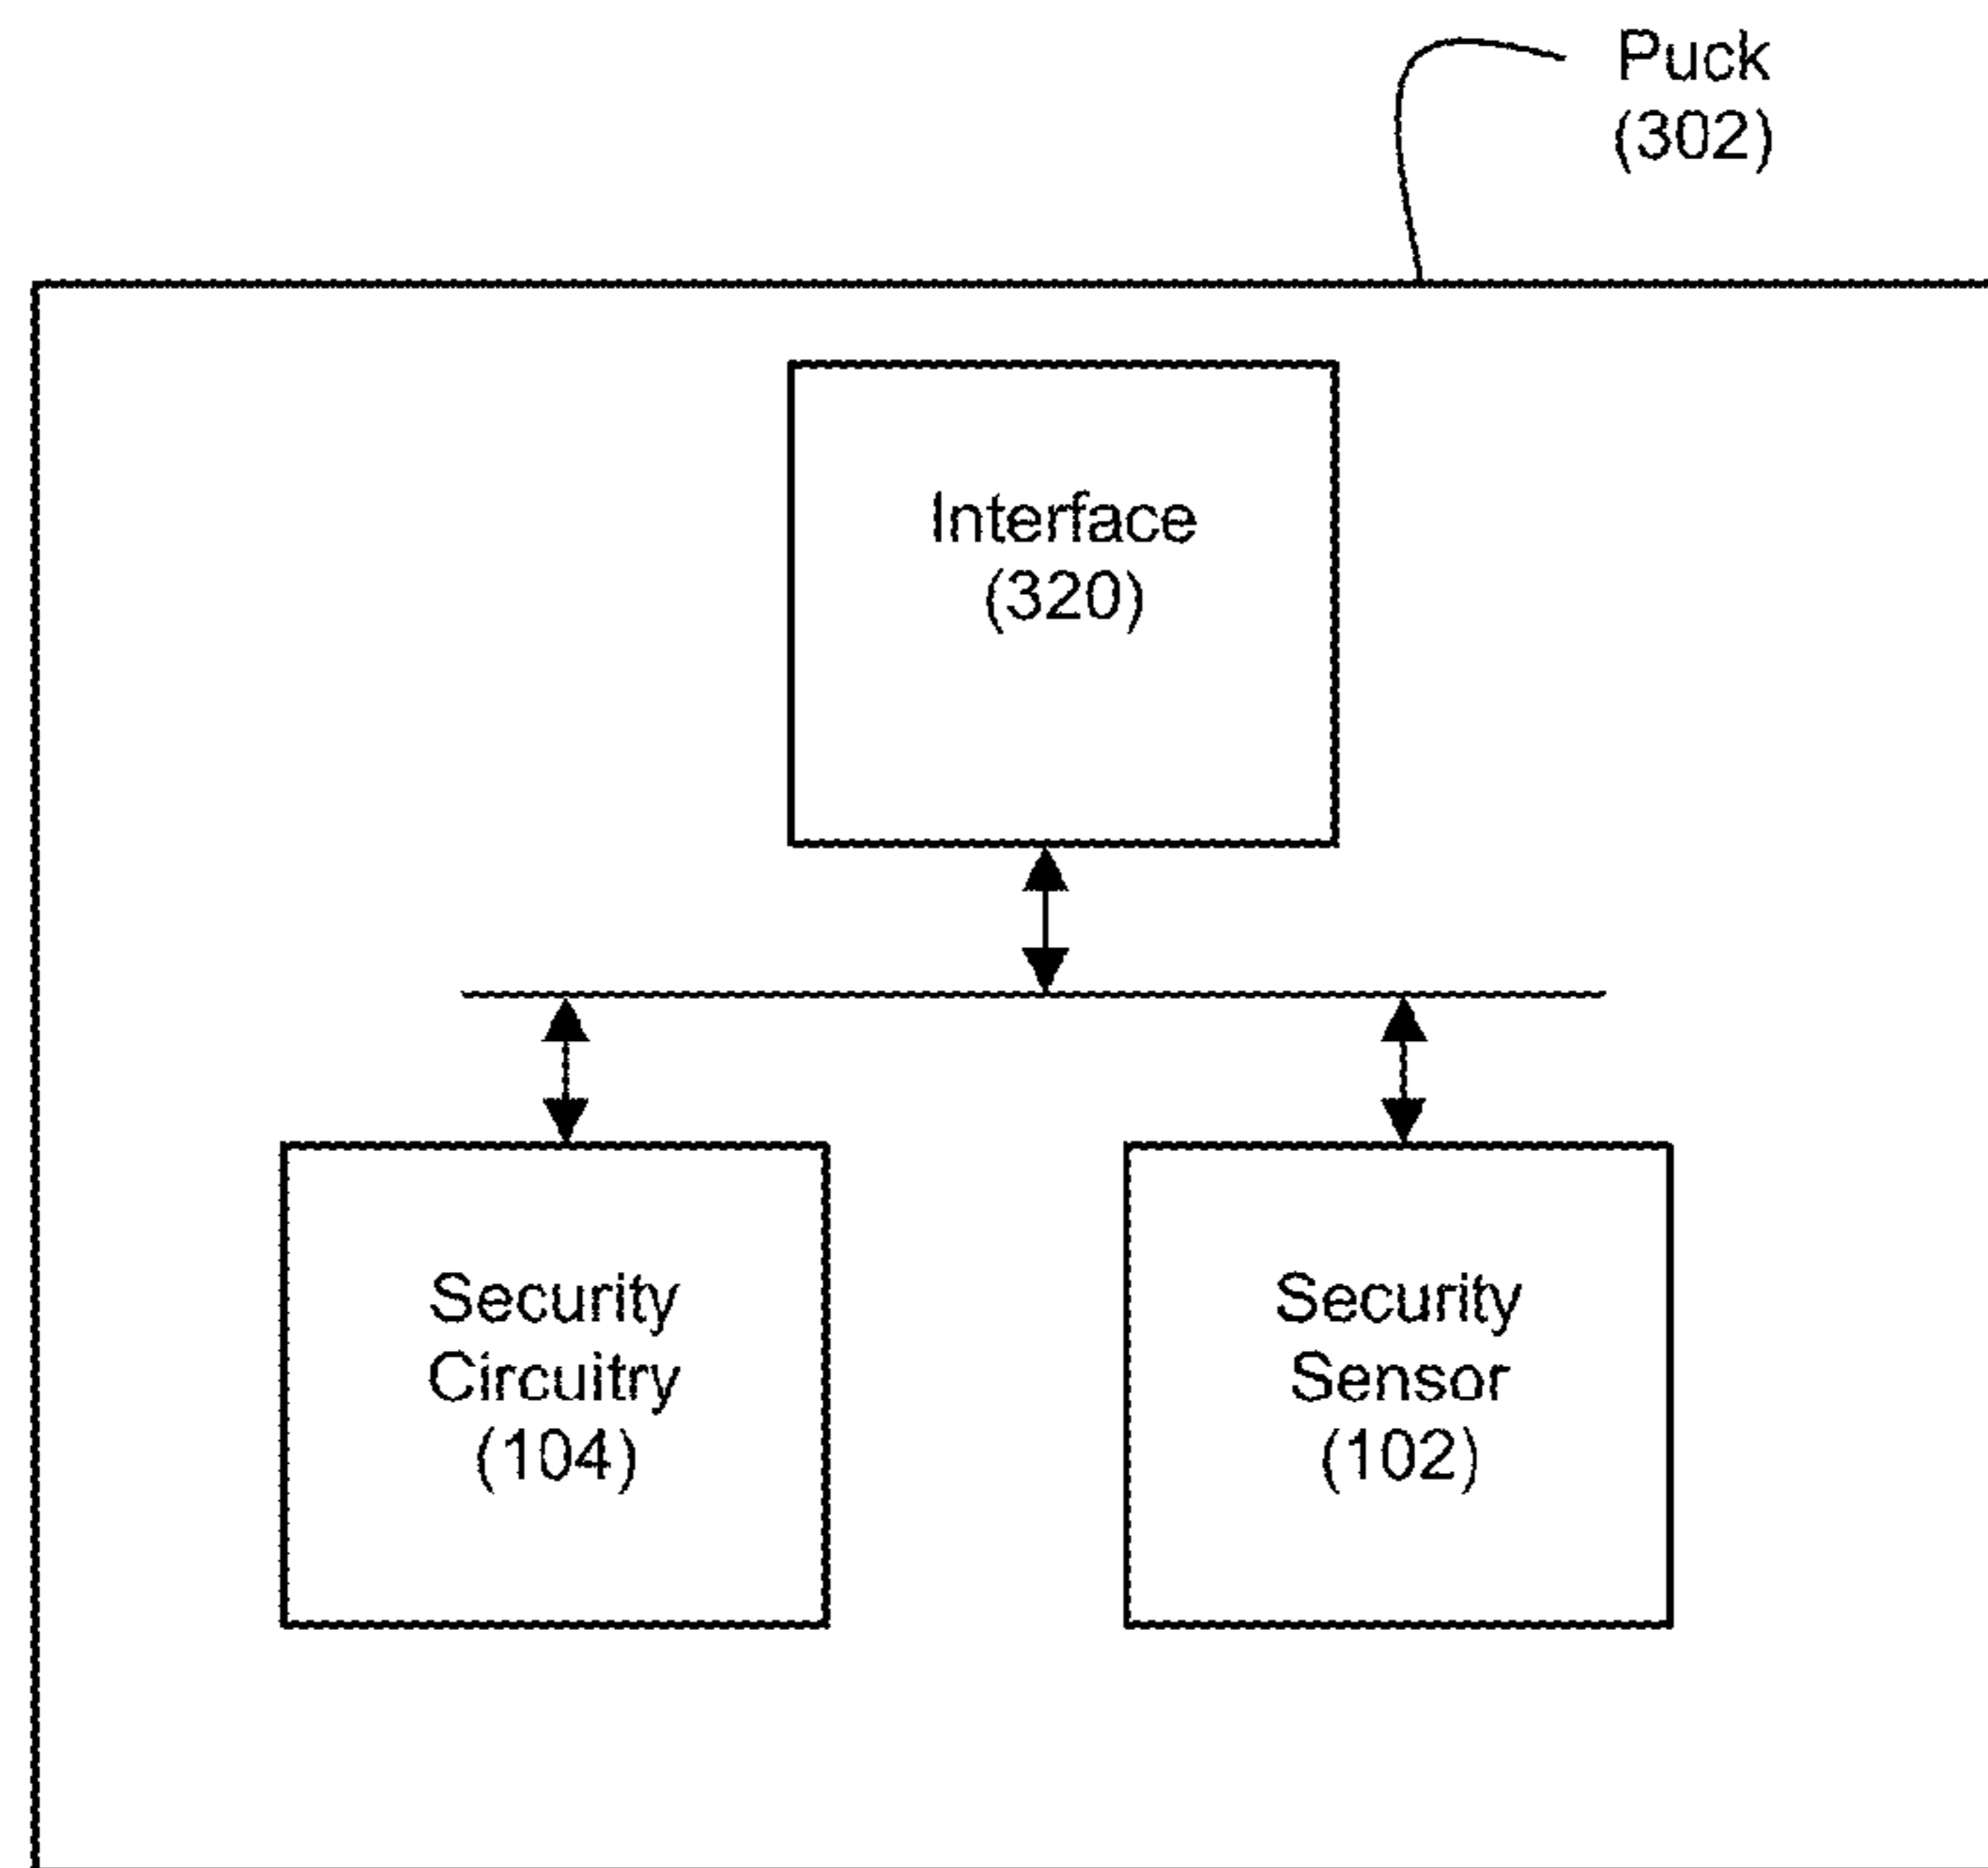 Puck
(302)
Interface
(320)
Security
Circuitry
(104)
Security
Sensor
(102)